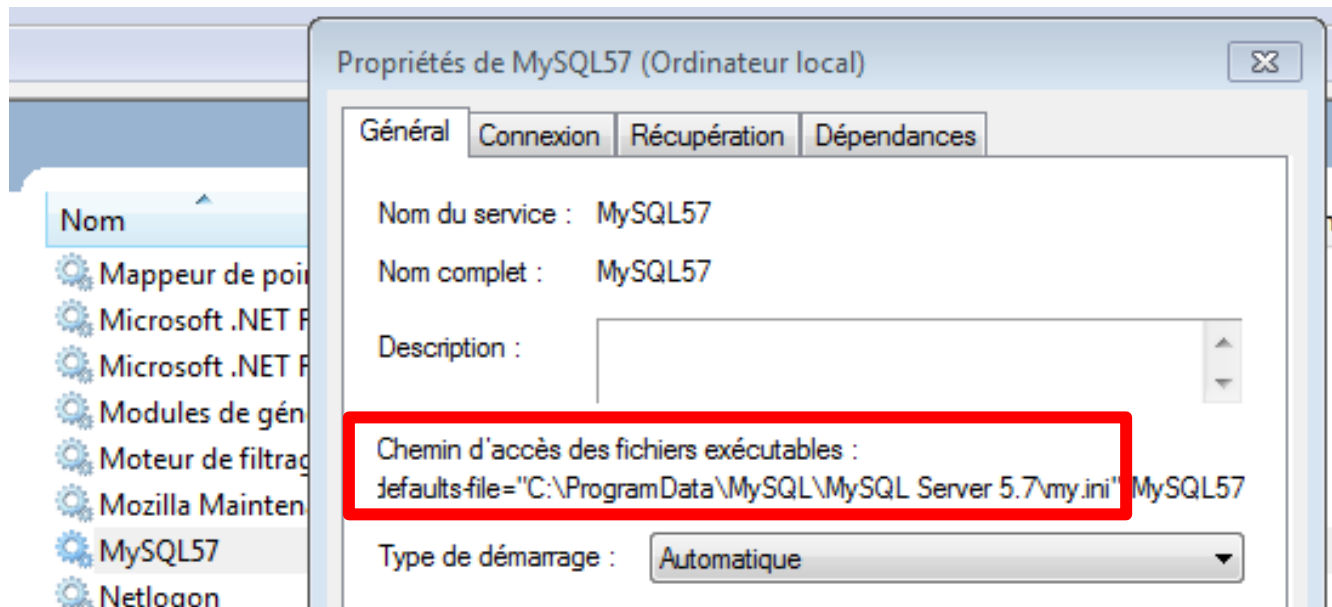 Propriétés de MySQL57 (Ordinateur local)
Général Connexion Récupération Dépendances
Nom
Nom du service : MySQL57
Mappeur de poi
Nom complet : MySQL57
Microsoft .NET F
Description :
Microsoft .NET F
Modules de gén
Chemin d'accès des fichiers exécutables :
Moteur de filtrag
defaults-file="C:\ProgramData\MySQL\MySQL Server 5.7\my.ini" MySQL57
Mozilla Mainten
MySQL57
Type de démarrage : Automatique
Netlogon